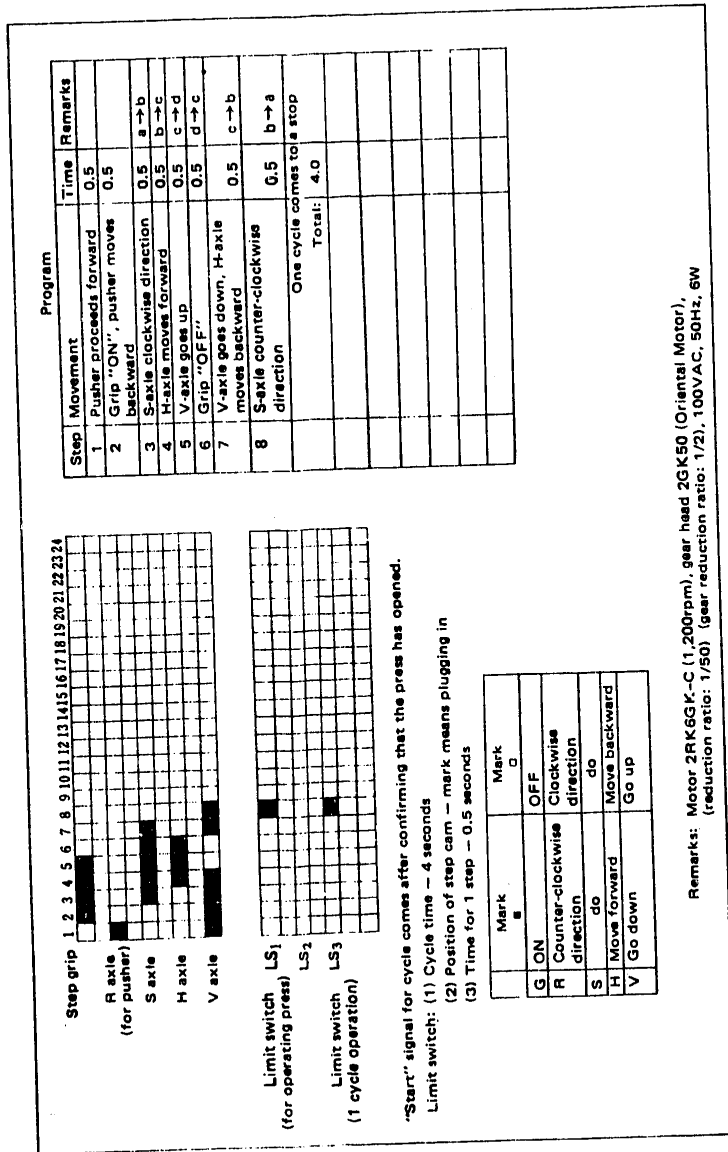 Program
Step Movement Time Remarks
1 Pusher proceeds forward 0.5
2 Grip "ON", pusher moves 0.5
backward
3 S-axle clockwise direction 0.5 a → b
4 H-axle moves forward 0.5 b → c
5 V-axle goes up 0.5 c → d
6 Grip "OFF" 0.5 d → c
7 V-axle goes down, H-axle 0.5 c → b
moves backward
8 S-axle counter-clockwise 0.5 b → a
direction
One cycle comes to a stop
Total: 4.0
1 2 3 4 5 6 7 8 9 10 11 12 13 14 15 16 17 18 19 20 21 22 23 24
Step grip
R axle
(for pusher)
S axle
H axle
V axle
Limit switch LS1
(for operating press)
LS2
Limit switch LS3
(1 cycle operation)
"Start" signal for cycle comes after confirming that the press has opened.
Limit switch: (1) Cycle time – 4 seconds
(2) Position of step cam – mark means plugging in
(3) Time for 1 step – 0.5 seconds
Mark ■ Mark □
G ON OFF
R Counter-clockwise direction Clockwise direction
S do do
H Move forward Move backward
V Go down Go up
Remarks: Motor 2RK6GK-C (1,200rpm), gear head 2GK50 (Oriental Motor),
(reduction ratio: 1/50) (gear reduction ratio: 1/2), 100VAC, 50Hz, 6W